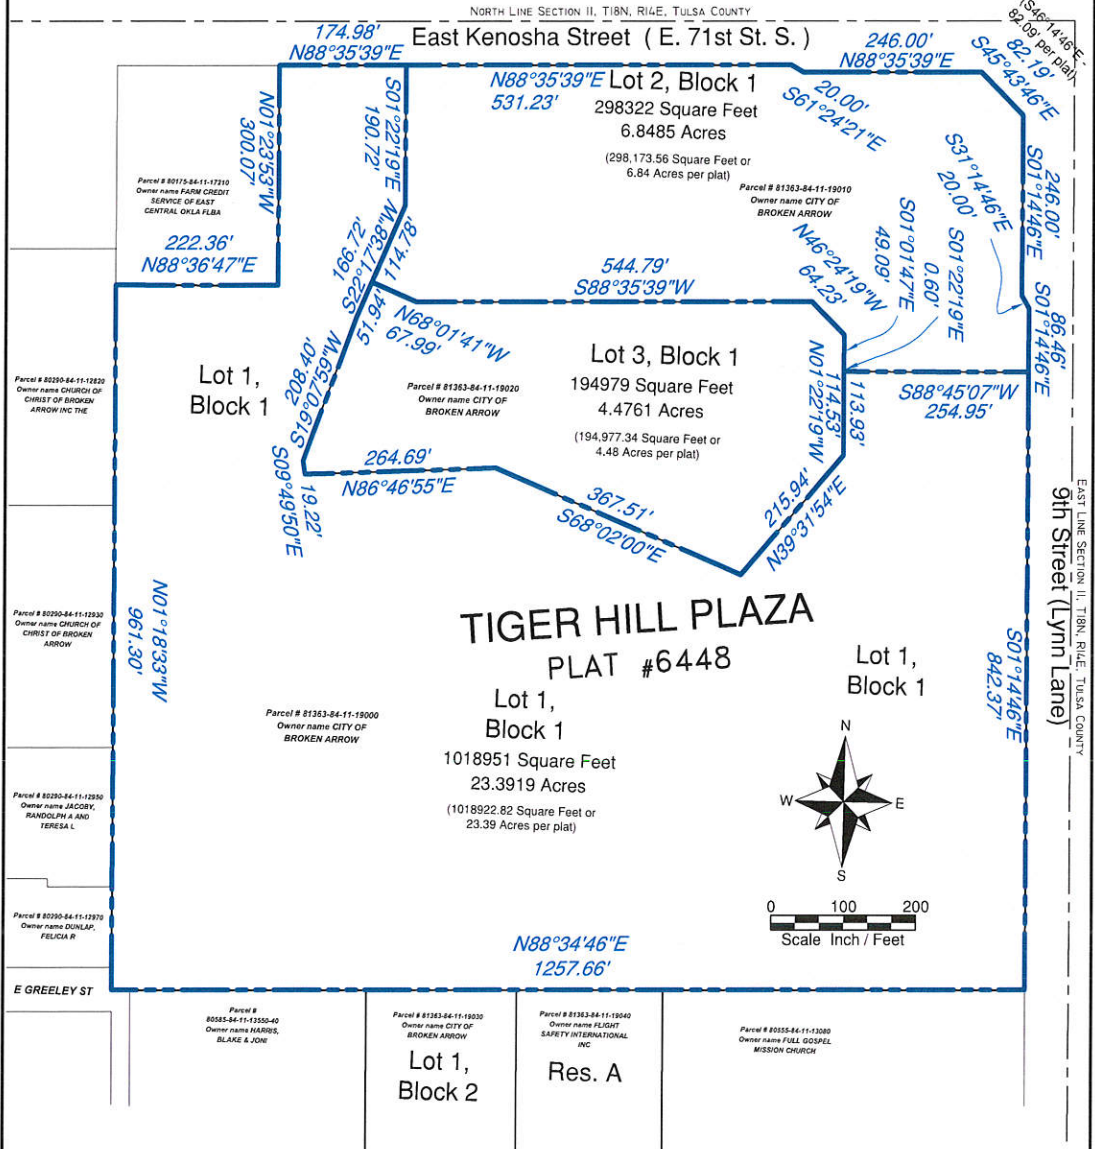 NORTH LINE SECTION 11, T18N, R14E, TULSA COUNTY
East Kenosha Street ( E. 71st St. S. )
(S46°14'46"E -
82.09' per plat)
174.98'
N88°35'39"E
N88°35'39"E
531.23'
246.00'
N88°35'39"E
82.19'
S45°43'46"E
20.00'
S61°24'21"E
Lot 2, Block 1
298322 Square Feet
6.8485 Acres
(298,173.56 Square Feet or
6.84 Acres per plat)
Parcel # 81363-84-11-19010
Owner name CITY OF
BROKEN ARROW
N01°23'53"W
300.07'
S01°22'19"E
190.72'
Parcel # 80175-84-11-17210
Owner name FARM CREDIT
SERVICE OF EAST
CENTRAL OKLA FLBA
222.36'
N88°36'47"E
166.72'
S22°17'38"W
114.78'
51.94'
544.79'
S88°35'39"W
N68°01'41"W
67.99'
N46°24'19"W
64.23'
S01°01'47"E
49.09'
S01°22'19"E
0.60'
S31°14'46"E
20.00'
246.00'
S01°14'46"E
86.46'
S01°14'46"E
208.40'
S19°07'59"W
Lot 1,
Block 1
Lot 3, Block 1
194979 Square Feet
4.4761 Acres
(194,977.34 Square Feet or
4.48 Acres per plat)
Parcel # 81363-84-11-19020
Owner name CITY OF
BROKEN ARROW
N01°22'19"W
114.53'
113.93'
S88°45'07"W
254.95'
Parcel # 80290-84-11-12820
Owner name CHURCH OF
CHRIST OF BROKEN
ARROW INC THE
S09°49'50"E
19.22'
264.69'
N86°46'55"E
367.51'
S68°02'00"E
215.94'
N39°31'54"E
EAST LINE SECTION 11, T18N, R14E, TULSA COUNTY
9th Street (Lynn Lane)
N01°18'33"W
961.30'
Parcel # 80290-84-11-12930
Owner name CHURCH OF
CHRIST OF BROKEN
ARROW
TIGER HILL PLAZA
PLAT #6448
Lot 1,
Block 1
S01°14'46"E
842.37'
Lot 1,
Block 1
1018951 Square Feet
23.3919 Acres
(1018922.82 Square Feet or
23.39 Acres per plat)
Parcel # 81363-84-11-19000
Owner name CITY OF
BROKEN ARROW
Parcel # 80290-84-11-12950
Owner name JACOBY,
RANDOLPH A AND
TERESA L
N
W
E
S
0 100 200
Scale Inch / Feet
Parcel # 80290-84-11-12970
Owner name DUNLAP,
FELICIA R
N88°34'46"E
1257.66'
E GREELEY ST
Parcel #
80585-84-11-13550-40
Owner name HARRIS,
BLAKE & JONI
Parcel # 81363-84-11-19030
Owner name CITY OF
BROKEN ARROW
Lot 1,
Block 2
Parcel # 81363-84-11-19040
Owner name FLIGHT
SAFETY INTERNATIONAL
INC
Res. A
Parcel # 80555-84-11-13080
Owner name FULL GOSPEL
MISSION CHURCH